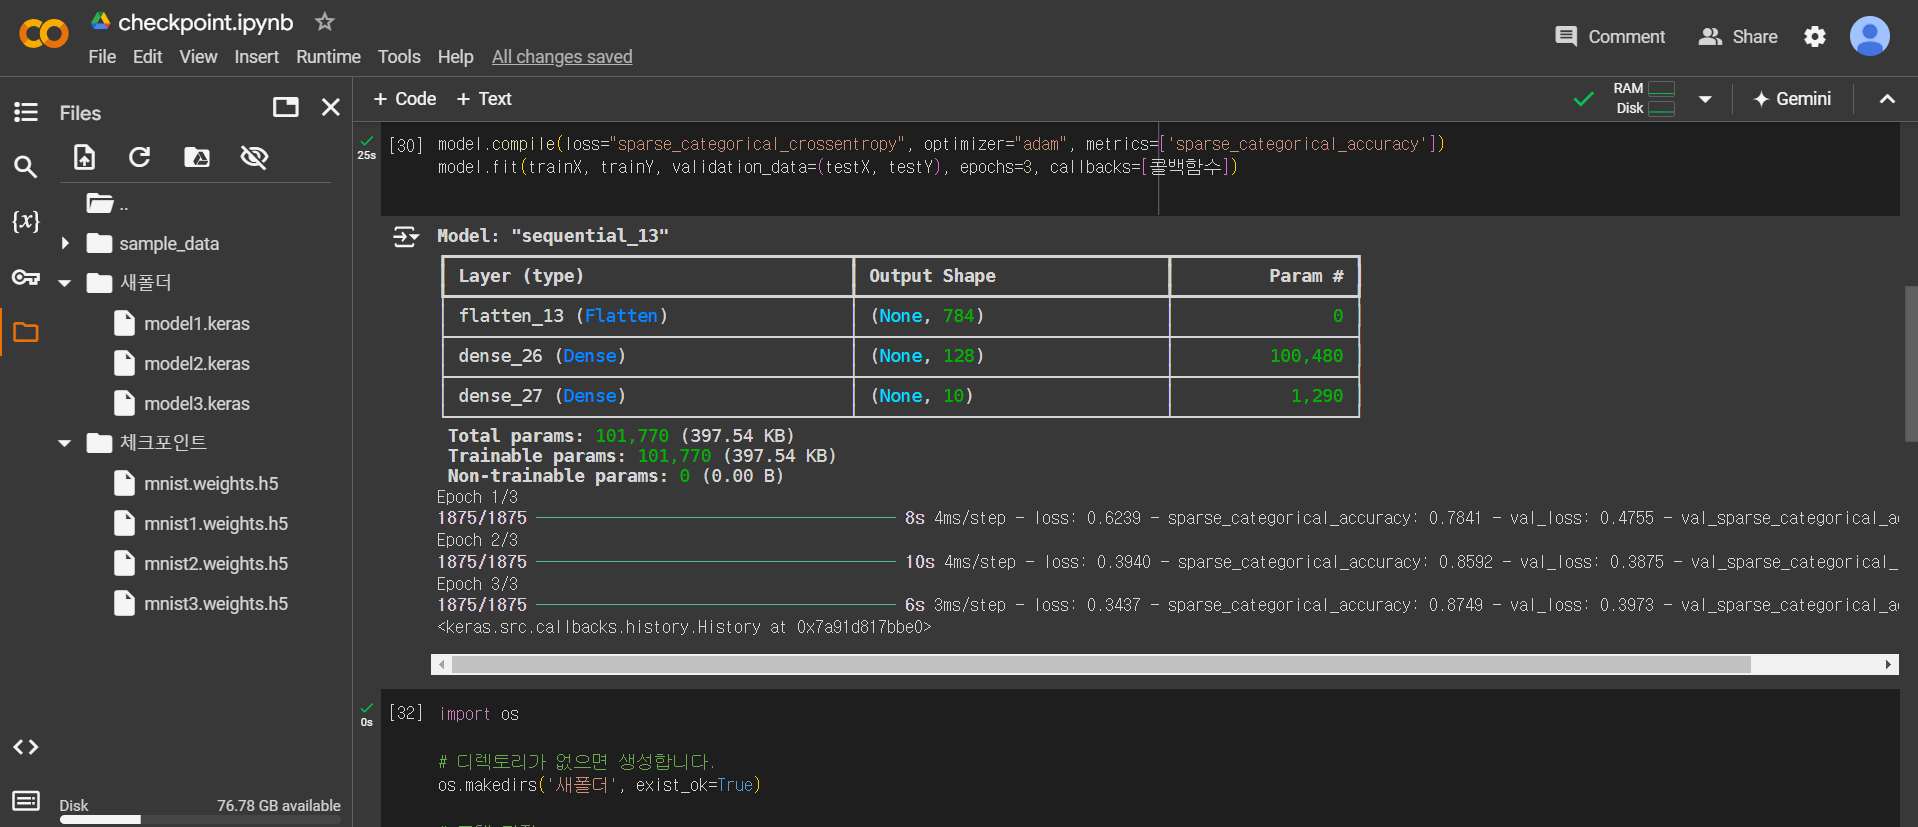 checkpoint.ipynb
File Edit View Insert Runtime Tools Help All changes saved
Comment Share
Files
+ Code + Text
RAM
Disk
Gemini
{x}
..
sample_data
새폴더
model1.keras
model2.keras
model3.keras
체크포인트
mnist.weights.h5
mnist1.weights.h5
mnist2.weights.h5
mnist3.weights.h5
Disk 76.78 GB available
25s
[30] model.compile(loss="sparse_categorical_crossentropy", optimizer="adam", metrics=['sparse_categorical_accuracy'])
model.fit(trainX, trainY, validation_data=(testX, testY), epochs=3, callbacks=[콜백함수])
Model: "sequential_13"
Layer (type) Output Shape Param #
flatten_13 (Flatten) (None, 784) 0
dense_26 (Dense) (None, 128) 100,480
dense_27 (Dense) (None, 10) 1,290
Total params: 101,770 (397.54 KB)
Trainable params: 101,770 (397.54 KB)
Non-trainable params: 0 (0.00 B)
Epoch 1/3
1875/1875 8s 4ms/step - loss: 0.6239 - sparse_categorical_accuracy: 0.7841 - val_loss: 0.4755 - val_sparse_categorical_a
Epoch 2/3
1875/1875 10s 4ms/step - loss: 0.3940 - sparse_categorical_accuracy: 0.8592 - val_loss: 0.3875 - val_sparse_categorical_
Epoch 3/3
1875/1875 6s 3ms/step - loss: 0.3437 - sparse_categorical_accuracy: 0.8749 - val_loss: 0.3973 - val_sparse_categorical_a
<keras.src.callbacks.history.History at 0x7a91d817bbe0>
0s
[32] import os
# 디렉토리가 없으면 생성합니다.
os.makedirs('새폴더', exist_ok=True)